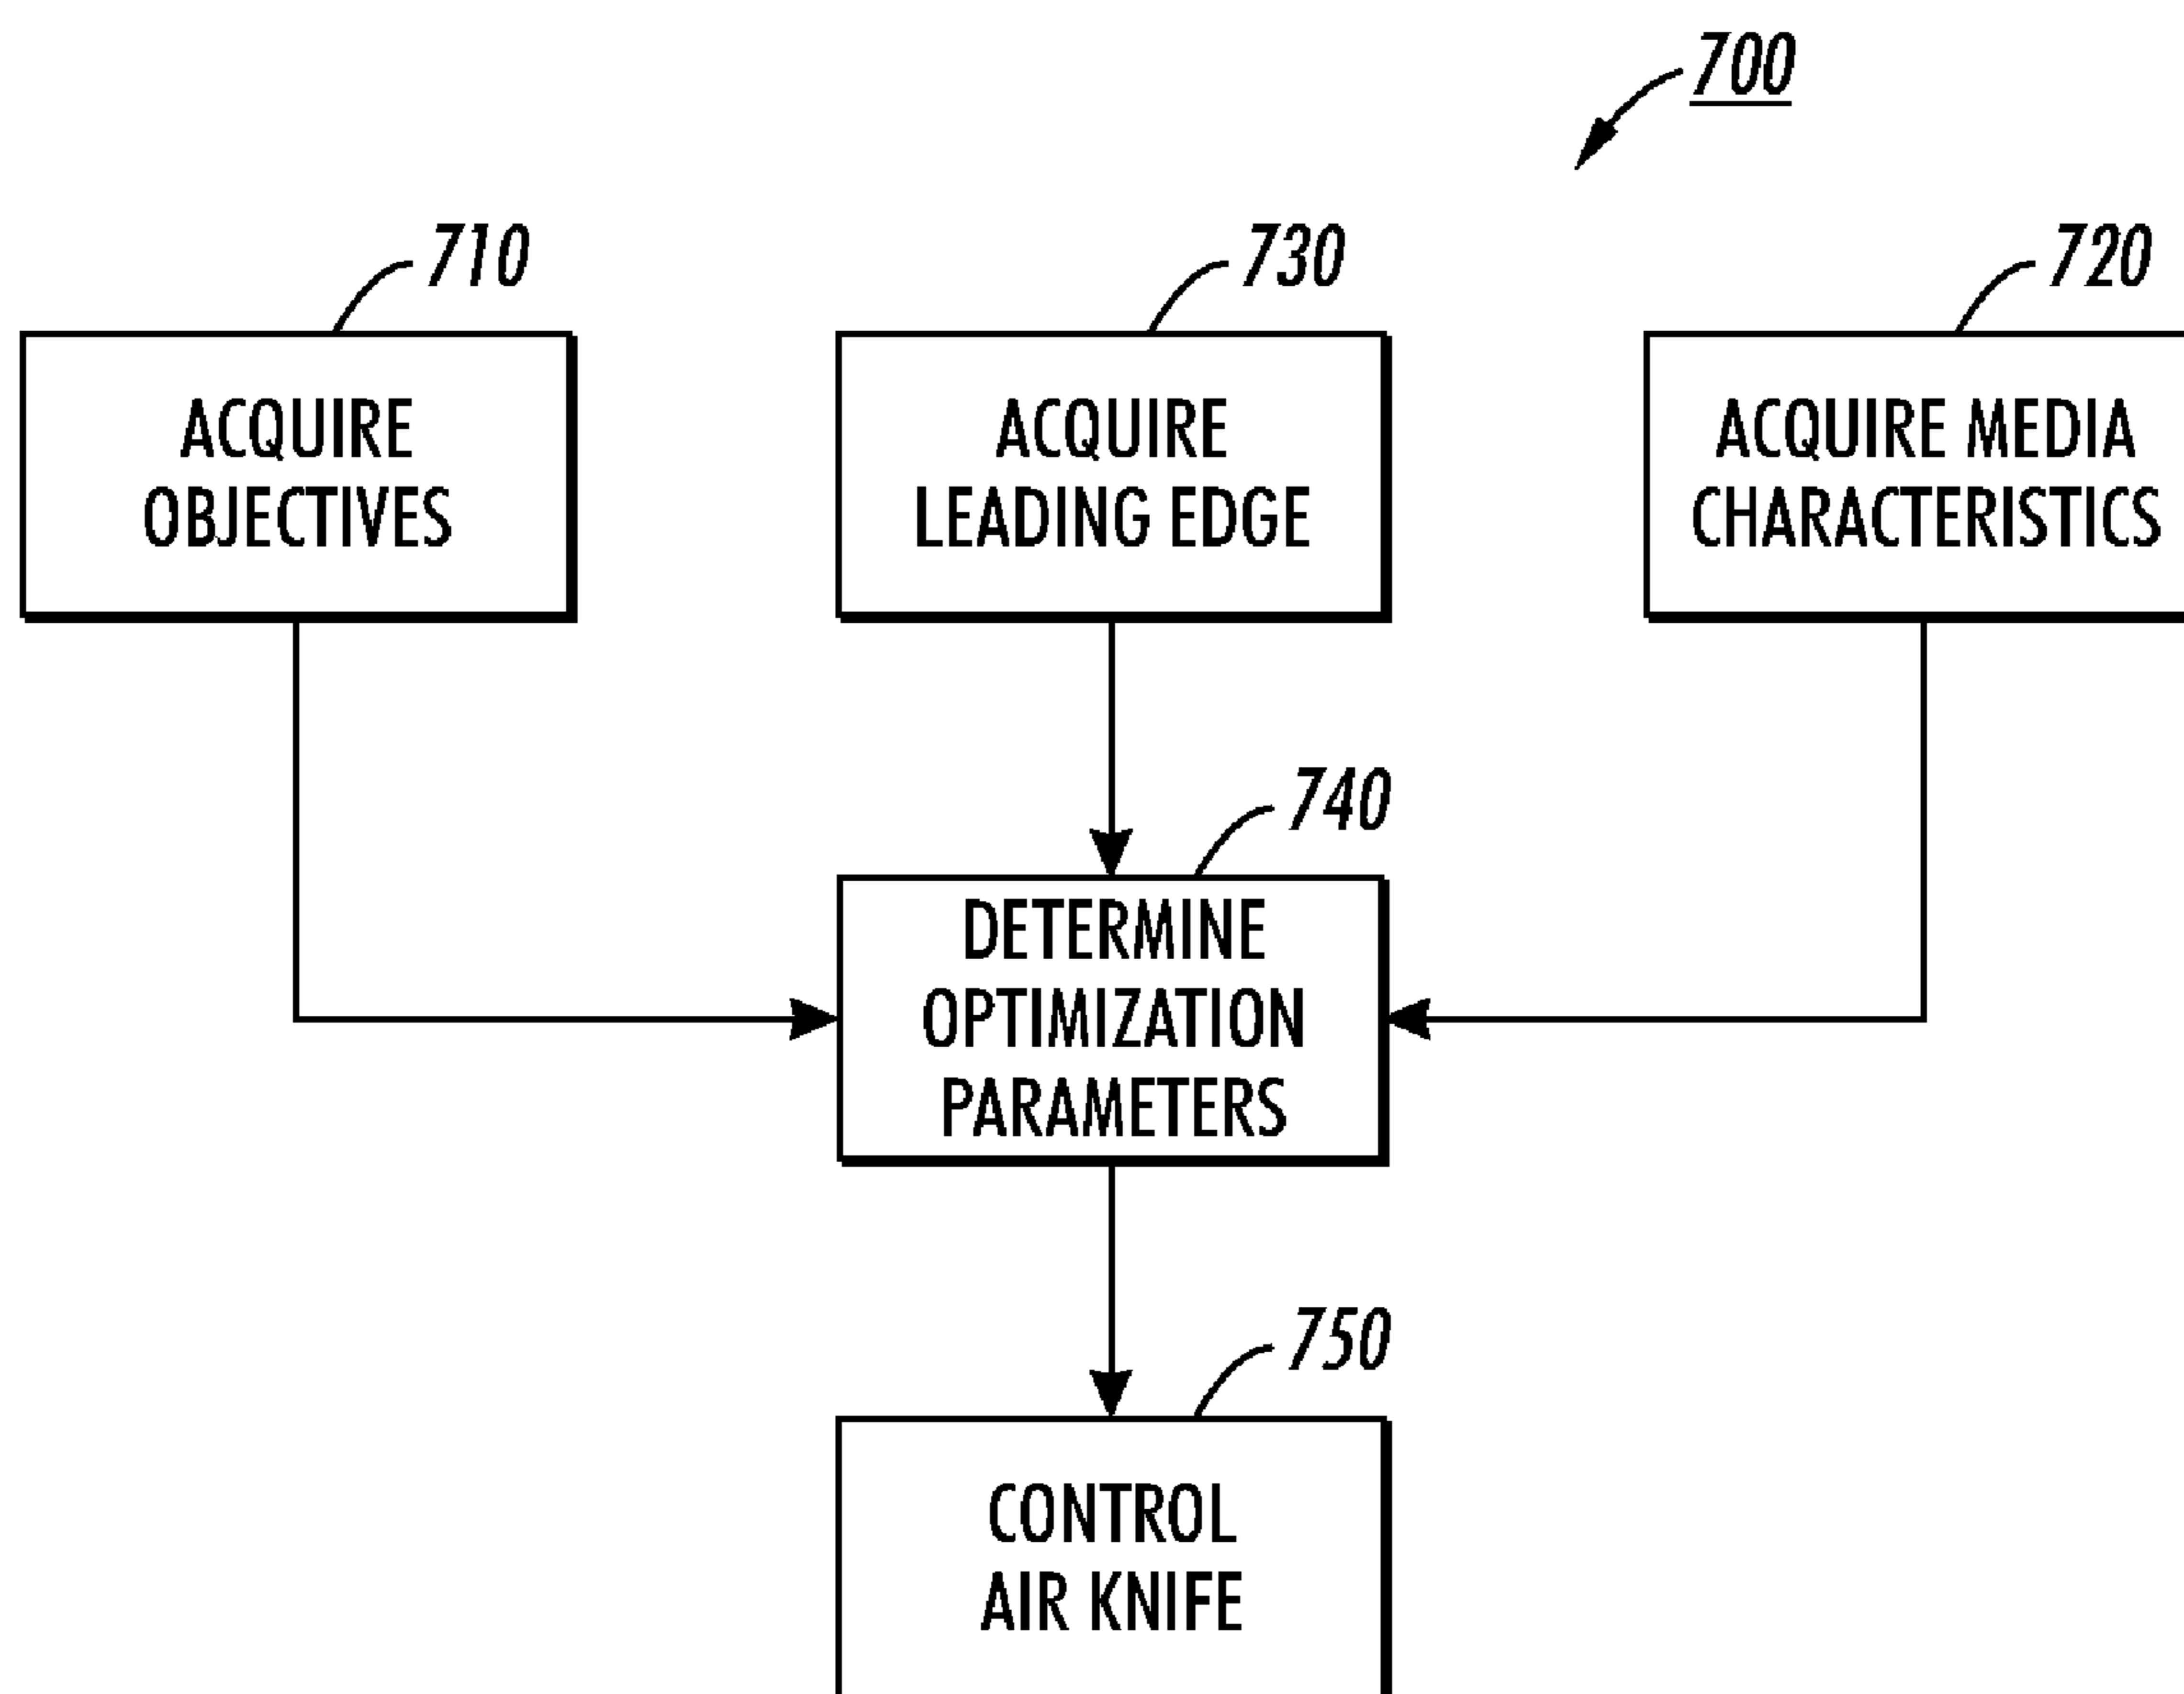 700
710
730
720
ACQUIRE
OBJECTIVES
ACQUIRE
LEADING EDGE
ACQUIRE MEDIA
CHARACTERISTICS
740
DETERMINE
OPTIMIZATION
PARAMETERS
750
CONTROL
AIR KNIFE